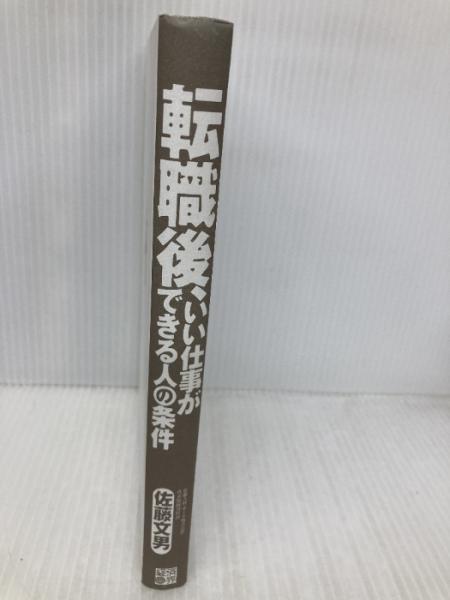 転職後、
いい仕事が
できる人の条件
佐藤文男